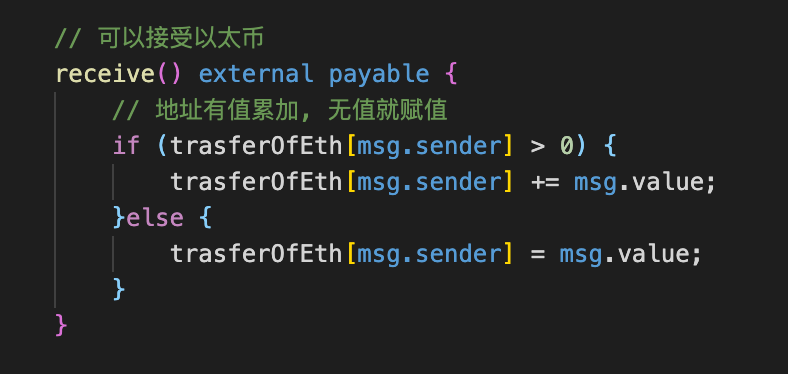 // 可以接受以太币
receive() external payable {
// 地址有值累加, 无值就赋值
if (trasferOfEth[msg.sender] > 0) {
trasferOfEth[msg.sender] += msg.value;
}else {
trasferOfEth[msg.sender] = msg.value;
}
}